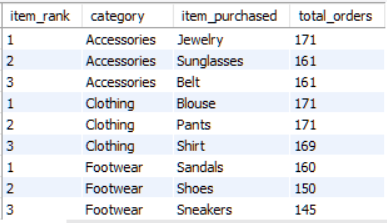 item_rank category item_purchased total_orders
1 Accessories Jewelry 171
2 Accessories Sunglasses 161
3 Accessories Belt 161
1 Clothing Blouse 171
2 Clothing Pants 171
3 Clothing Shirt 169
1 Footwear Sandals 160
2 Footwear Shoes 150
3 Footwear Sneakers 145